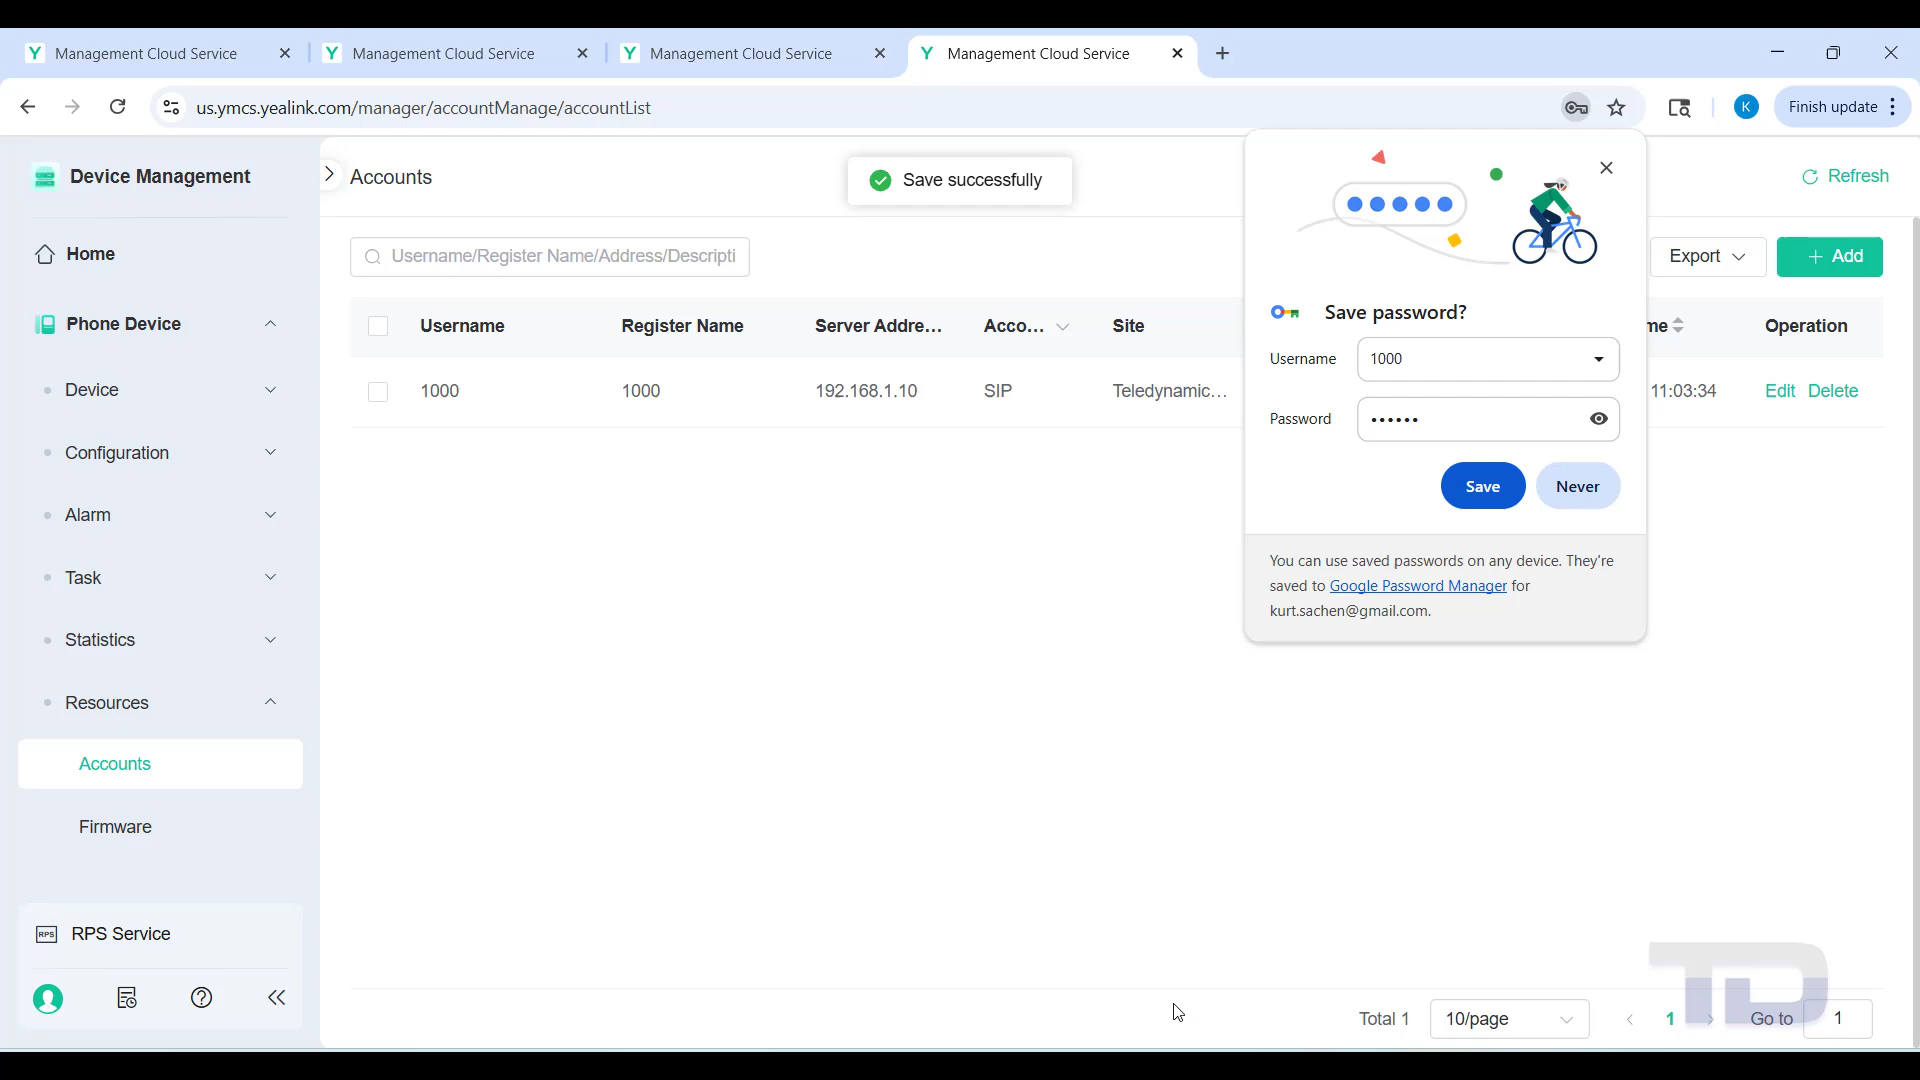 Management Cloud Service
Management Cloud Service
Management Cloud Service
Management Cloud Service
us.ymcs.yealink.com/manager/accountManage/accountList
K
Finish update
Device Management
Accounts
Save successfully
Refresh
Home
Username/Register Name/Address/Descripti
Export
Add
Phone Device
Username
Register Name
Server Addre...
Acco...
Site
me
Operation
1000
1000
192.168.1.10
SIP
Teledynamic...
11:03:34
Edit
Delete
Save password?
Username
1000
Password
••••••
Save
Never
You can use saved passwords on any device. They're
saved to Google Password Manager for
kurt.sachen@gmail.com.
Device
Configuration
Alarm
Task
Statistics
Resources
Accounts
Firmware
RPS
RPS Service
Total 1
10/page
1
Go to
1
TD